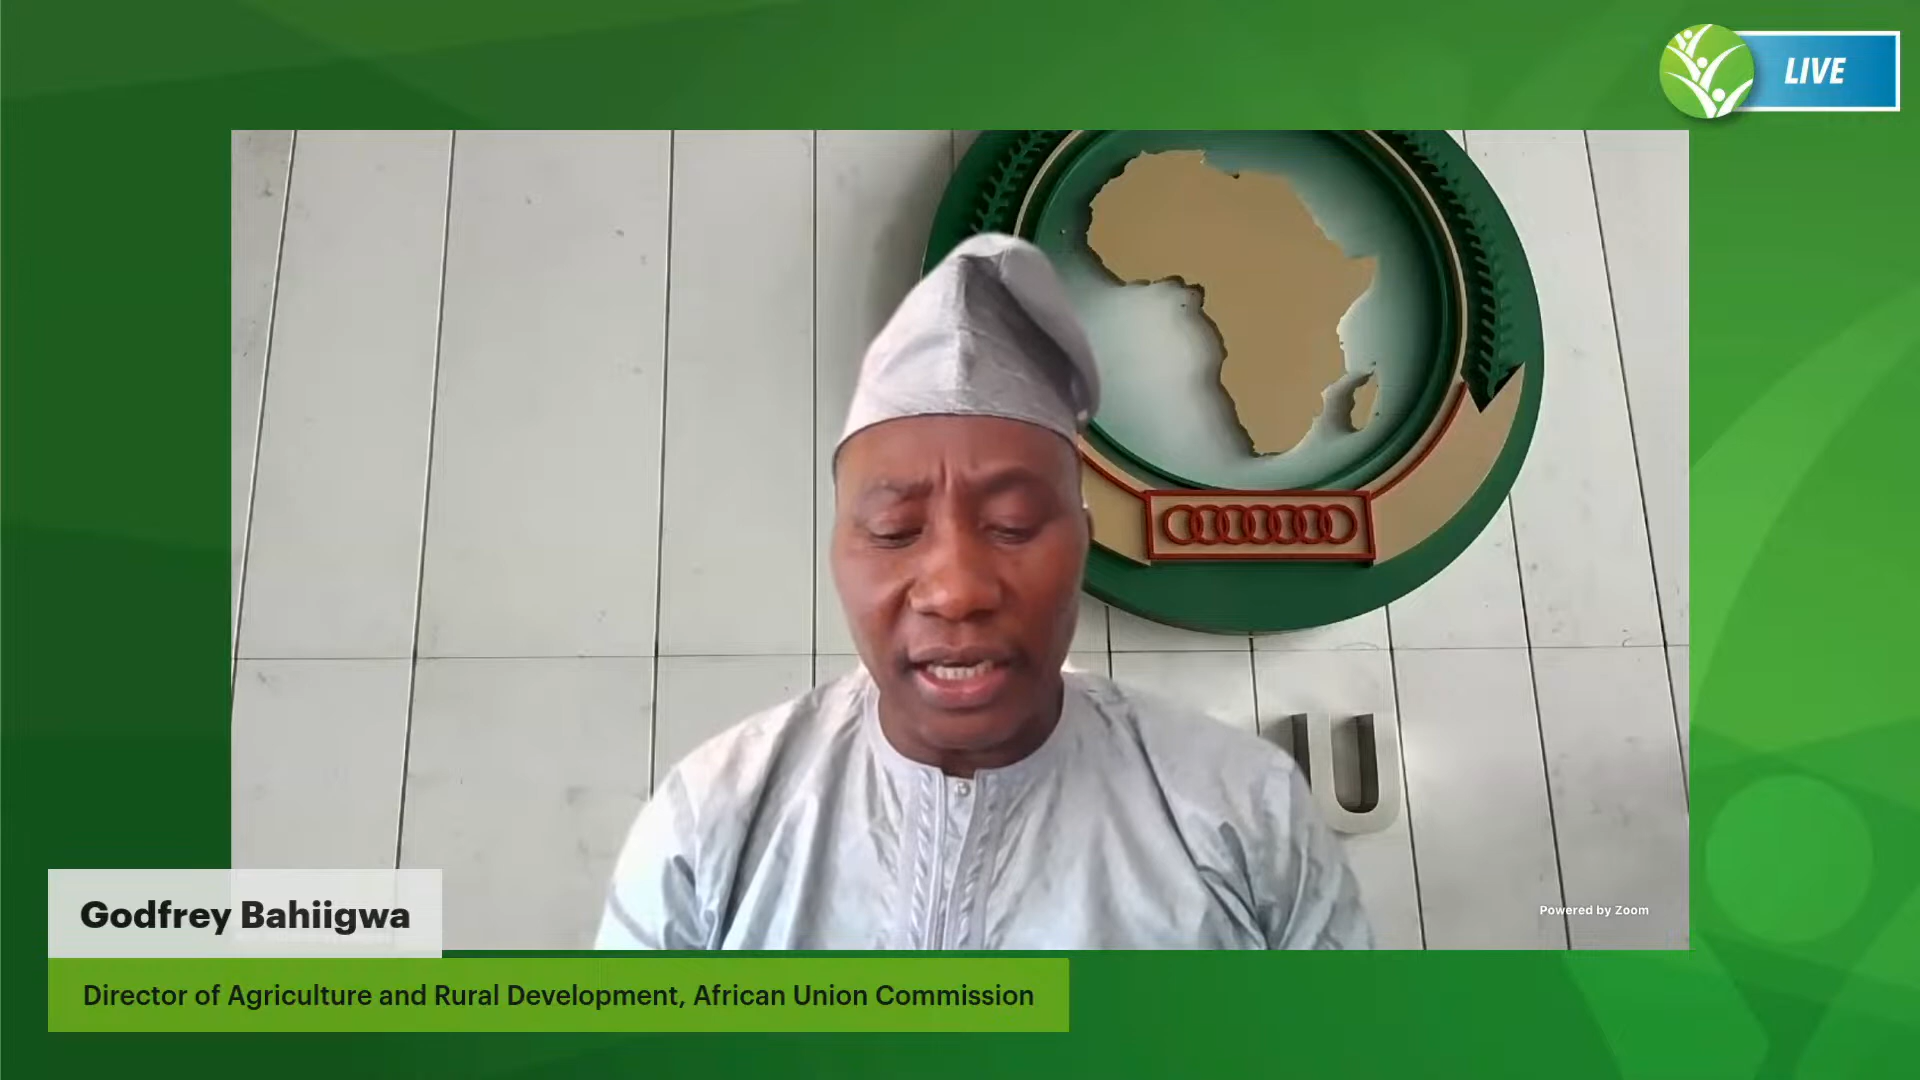 LIVE
U
Powered by Zoom
Godfrey Bahiigwa
Director of Agriculture and Rural Development, African Union Commission